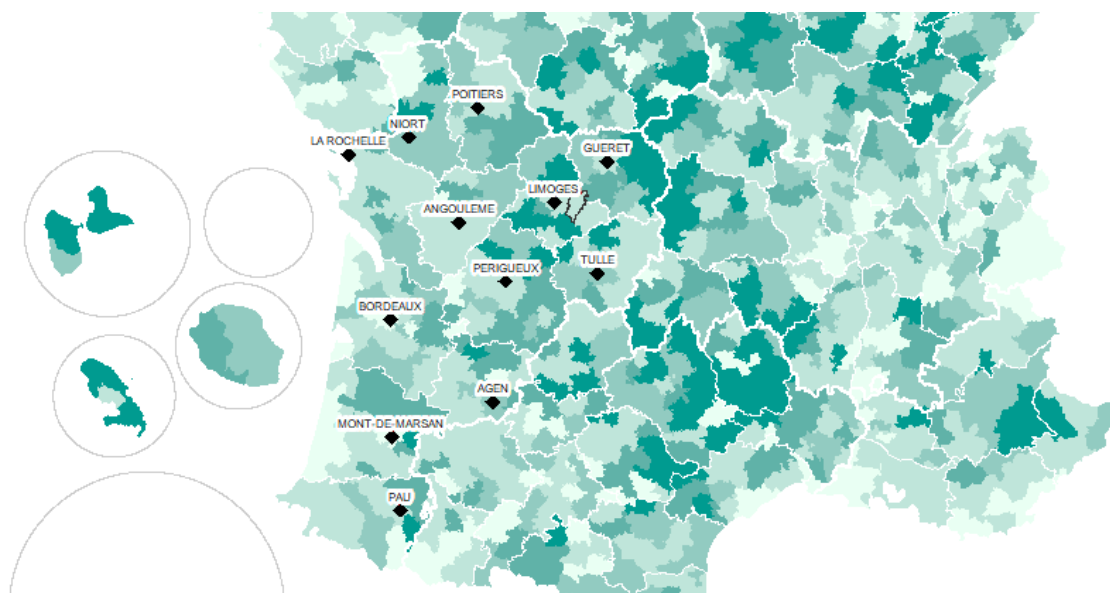 POITIERS
NIORT
LA ROCHELLE
GUERET
LIMOGES
ANGOULEME
PERIGUEUX
TULLE
BORDEAUX
AGEN
MONT-DE-MARSAN
PAU